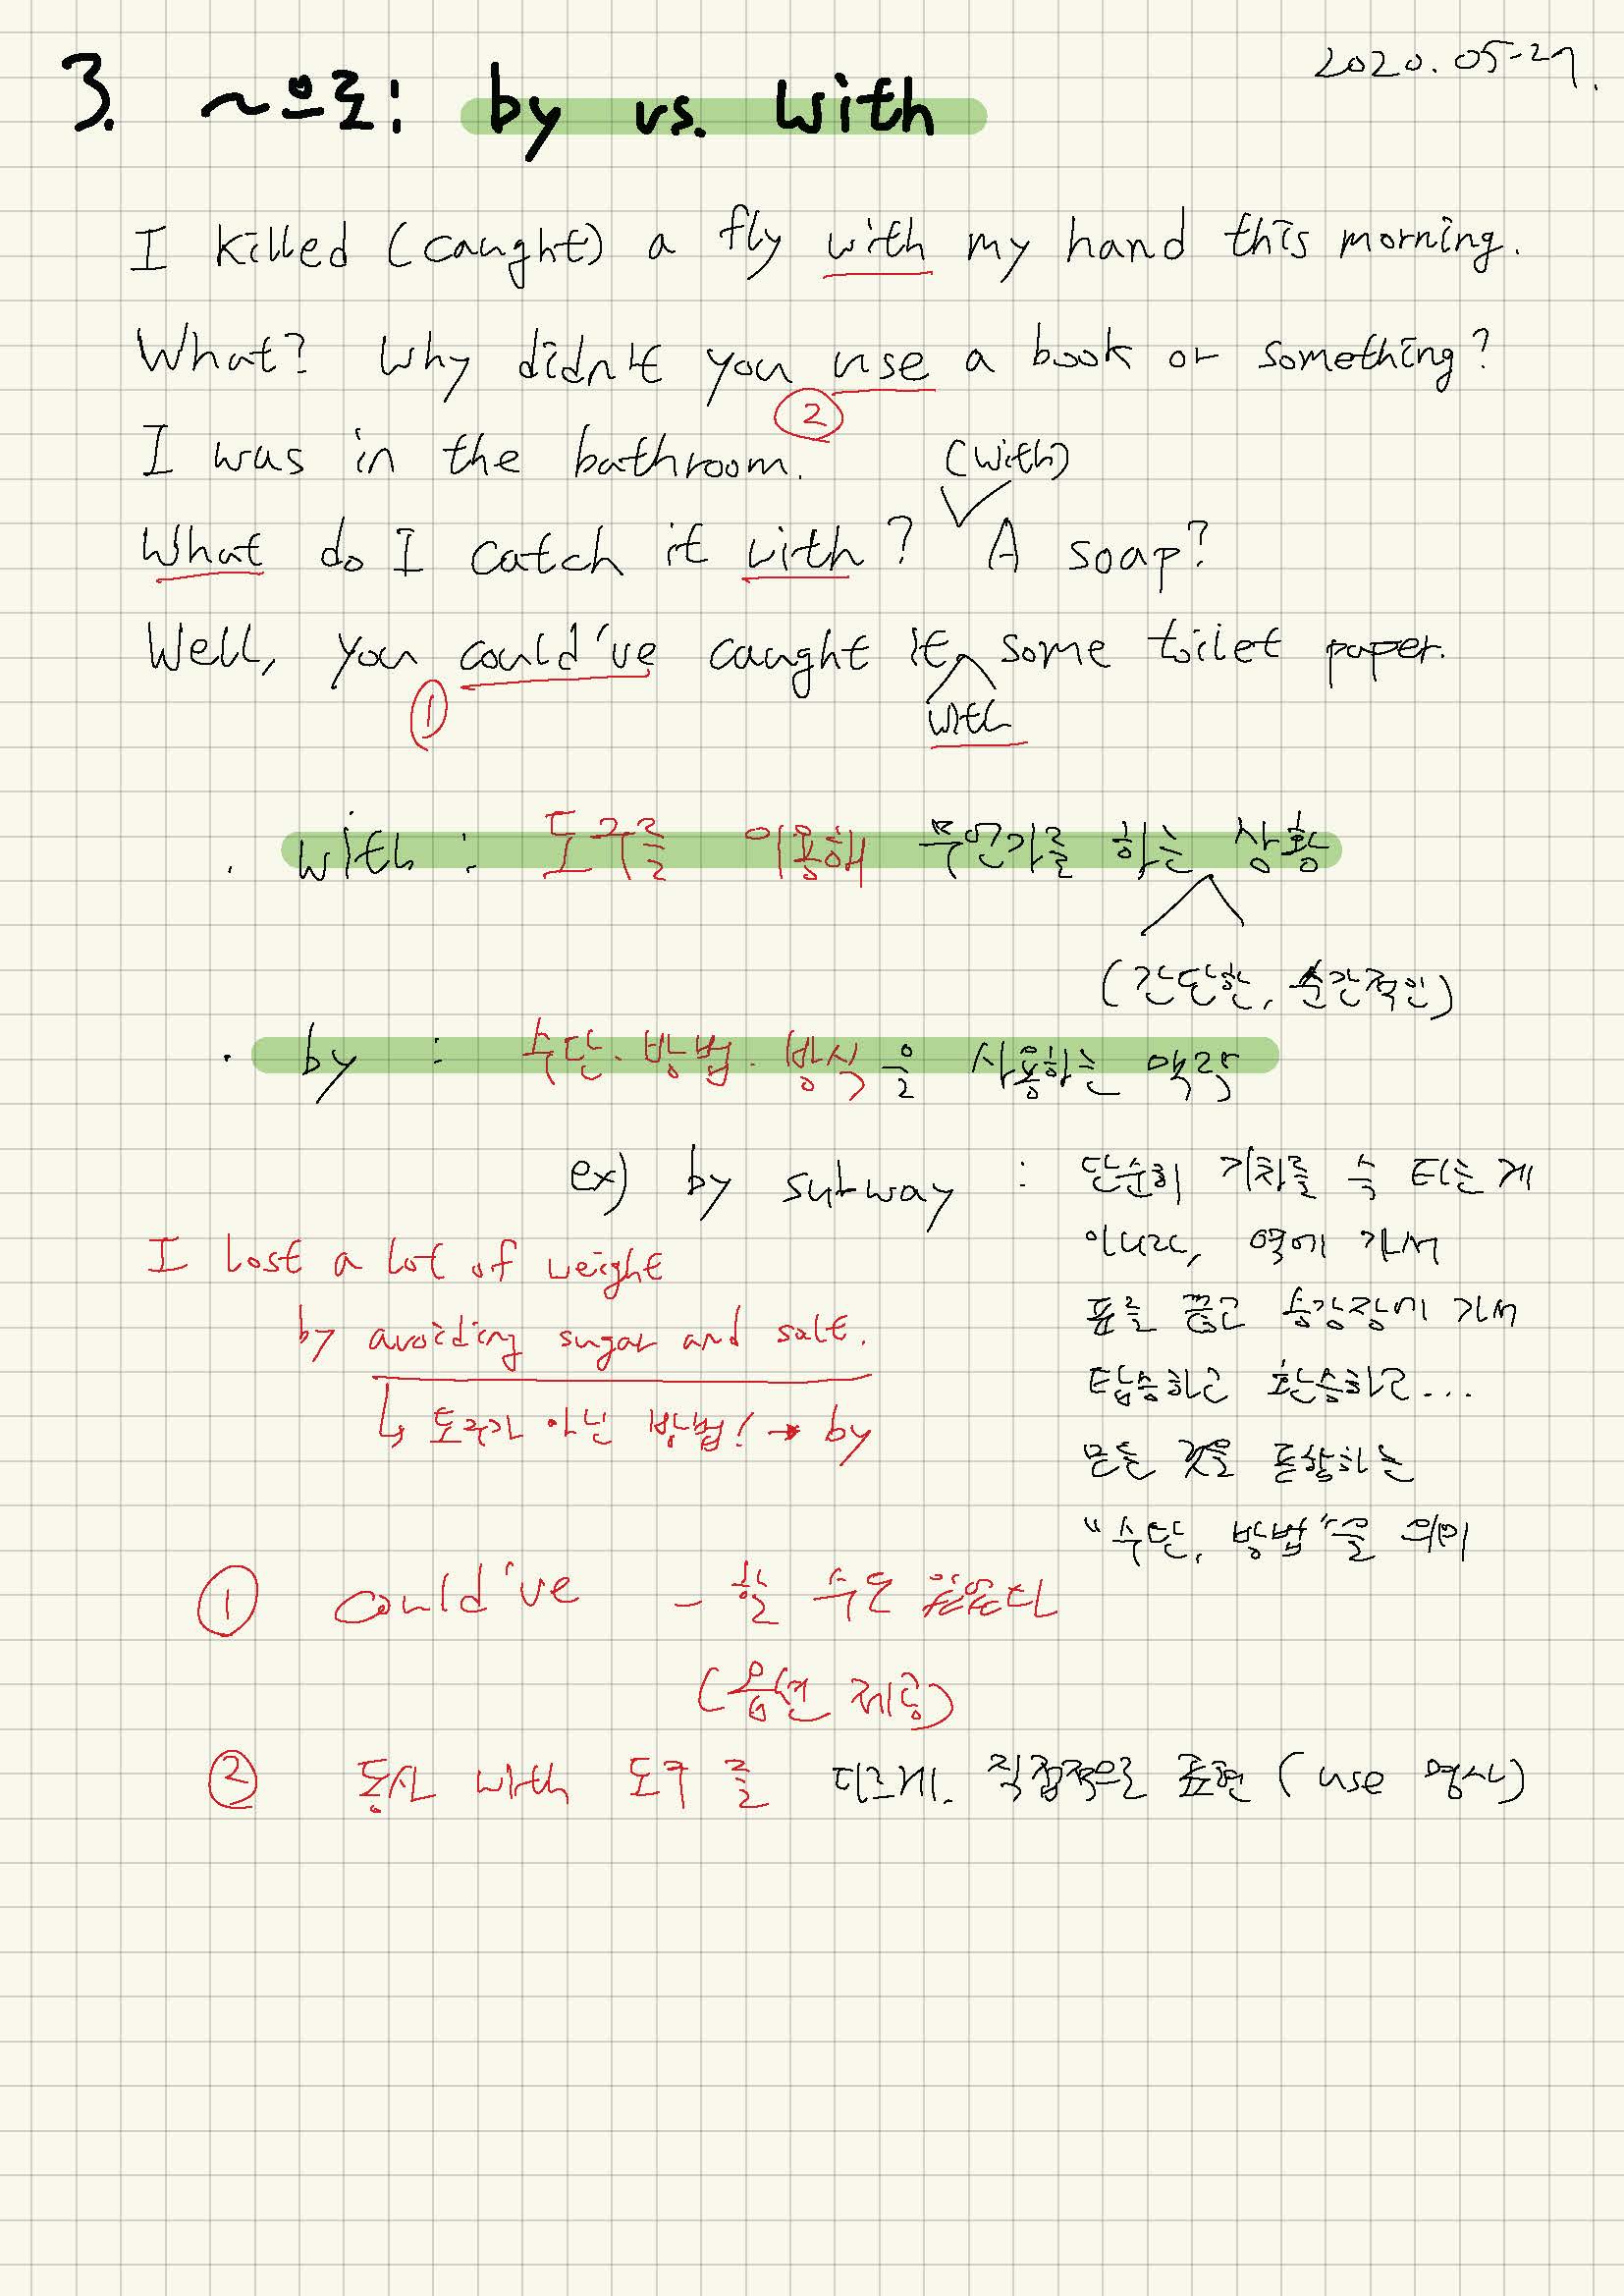 2020. 05-27.
3. ~으로: by vs. with
I killed (caught) a fly with my hand this morning.
What? Why didn't you use a book or something?
②
I was in the bathroom. (with)
What do I catch it with? A soap?
Well, you could've caught it some toilet paper.
① with
· with : 도구를 이용해 무언가를 하는 상황
(간단한, 순간적인)
· by : 수단·방법·방식을 사용하는 맥락
ex) by subway : 단순히 기차를 슥 타는게
아니라, 역에 가서
표를 끊고 승강장에 가서
탑승하고 환승하고...
모든 것을 포함하는
"수단, 방법"을 의미
I lost a lot of weight
by avoiding sugar and salt.
↳ 도구가 아닌 방법! → by
① could've - 할 수도 있었다
(옵션 제공)
② 동사 with 도구를 다르게. 직접적으로 표현 (use 명사)